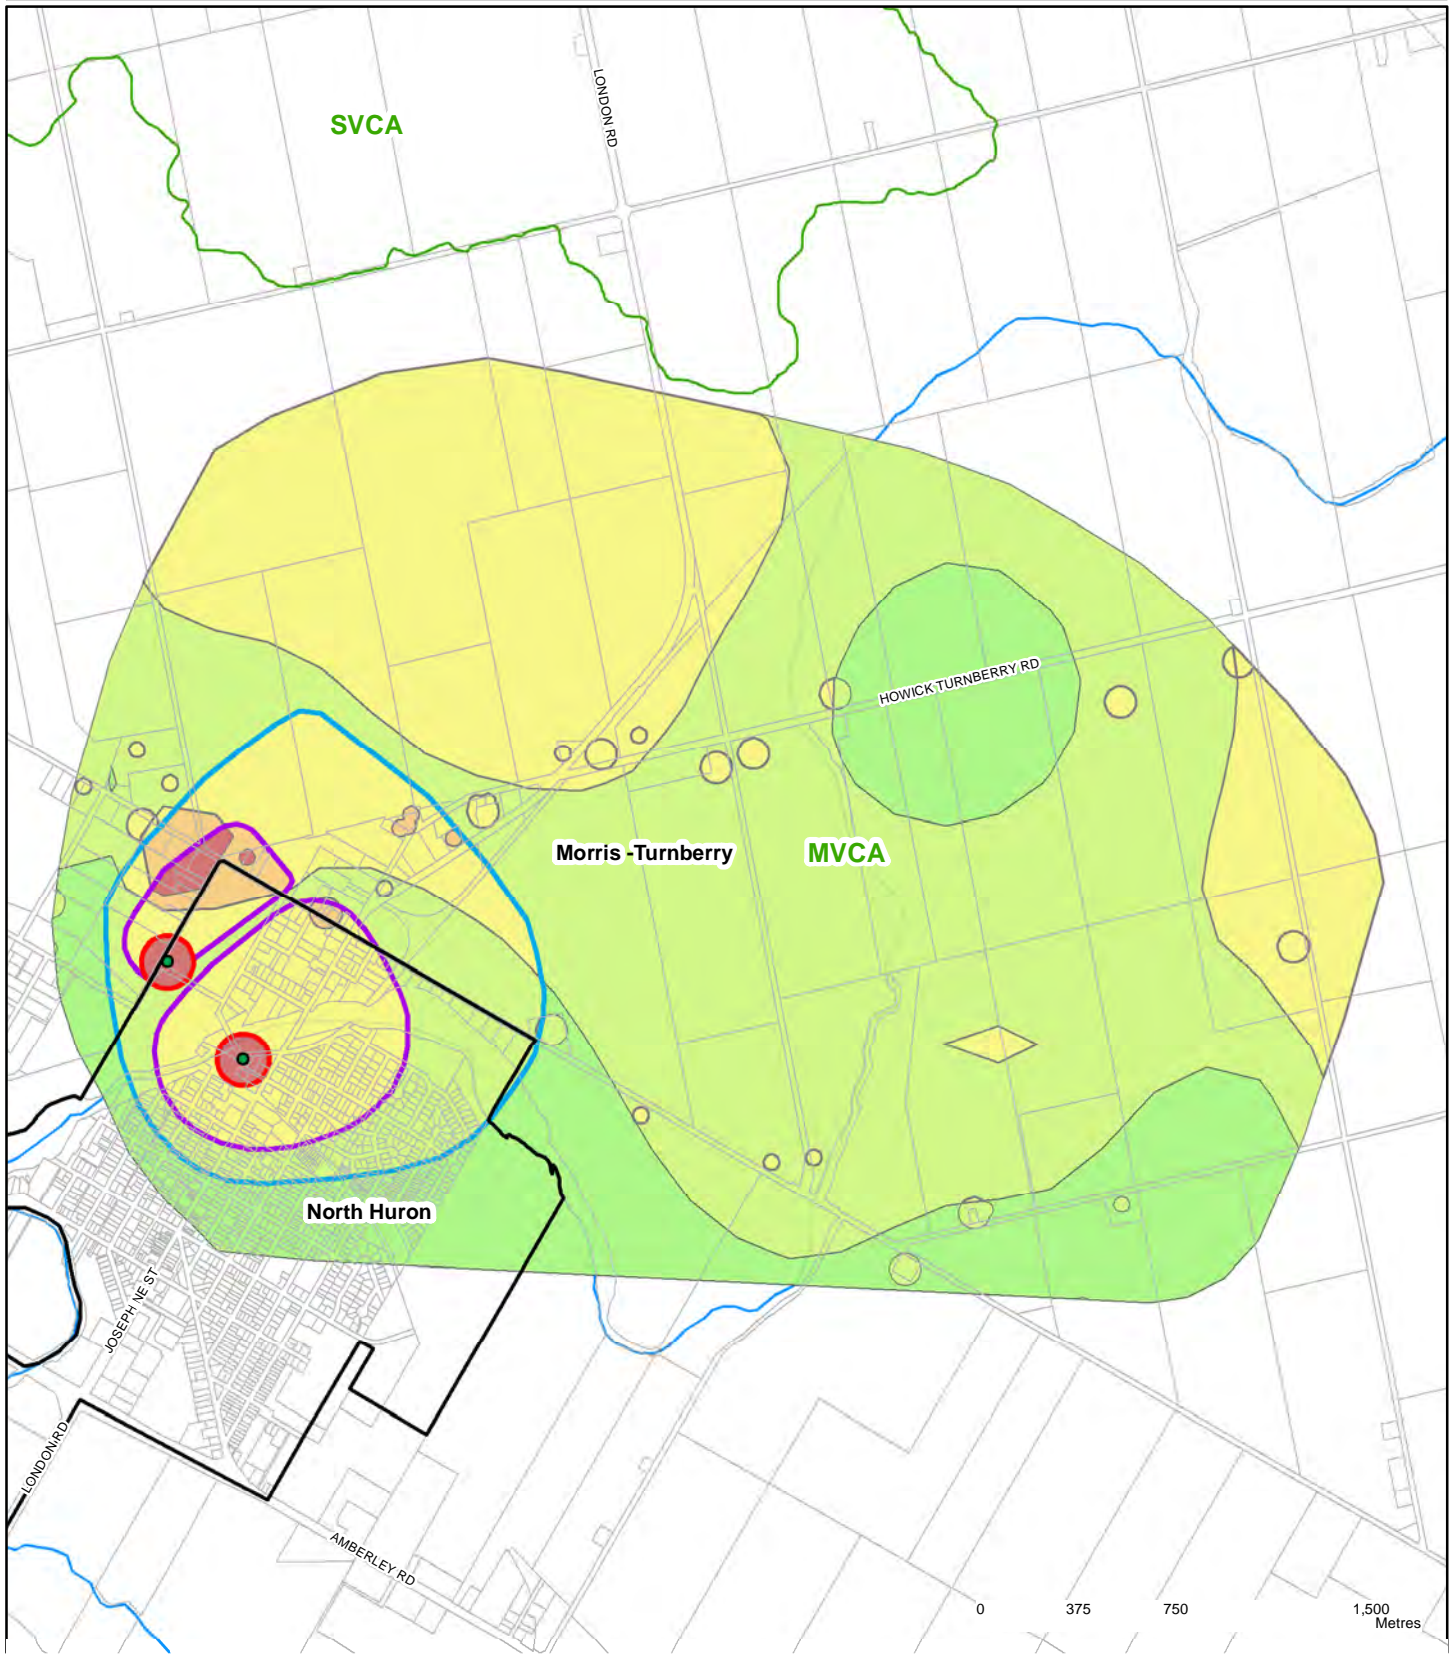 LONDON RD
SVCA
HOWICK TURNBERRY RD
Morris -Turnberry
MVCA
North Huron
JOSEPH NE ST
LONDON RD
AMBERLEY RD
0 375 750 1,500
Metres